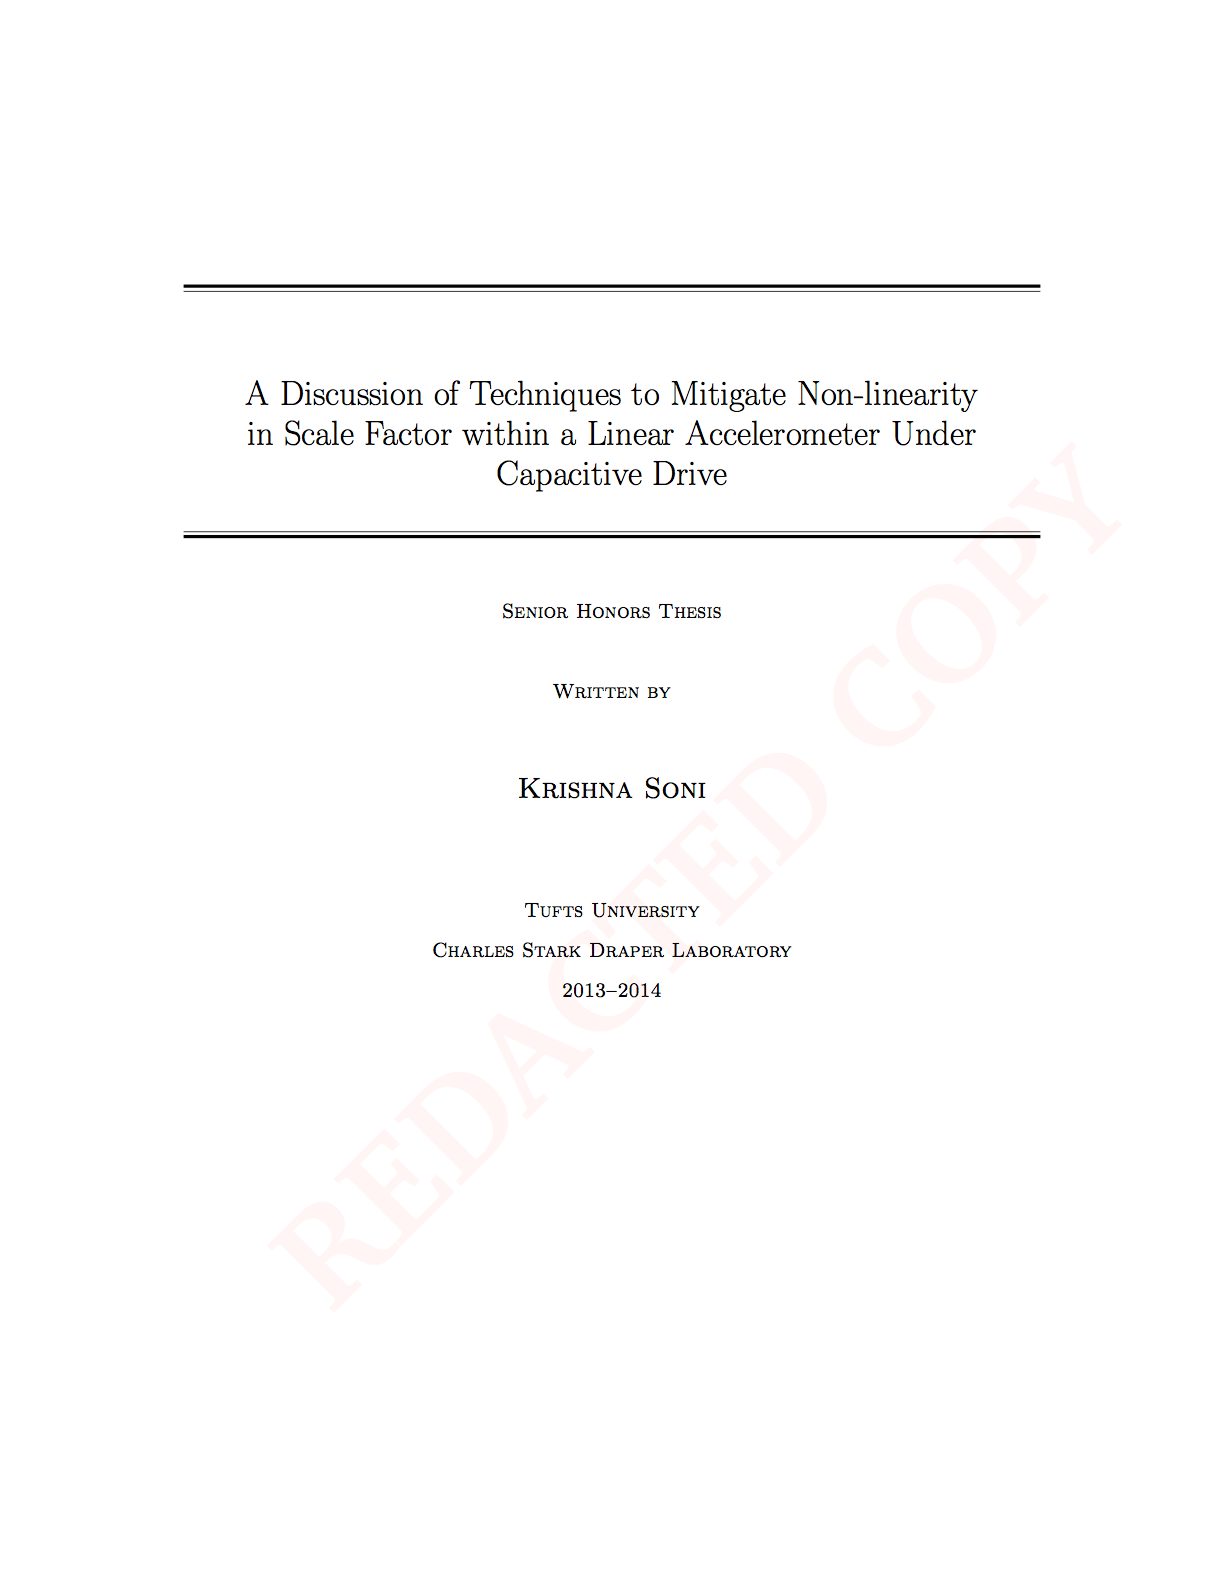 A Discussion of Techniques to Mitigate Non-linearity
in Scale Factor within a Linear Accelerometer Under
Capacitive Drive
Senior Honors Thesis
Written by
Krishna Soni
Tufts University
Charles Stark Draper Laboratory
2013–2014
REDACTED COPY